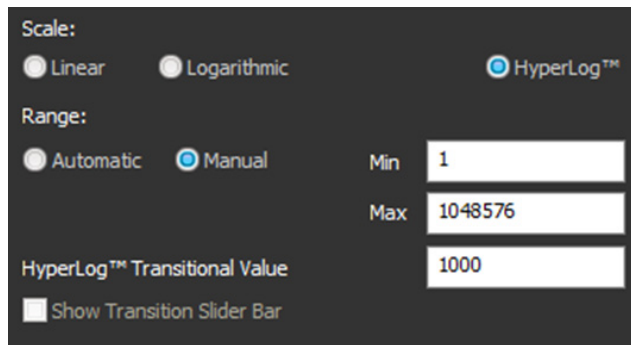 Scale:
Linear Logarithmic HyperLog™
Range:
Automatic Manual Min 1
Max 1048576
HyperLog™ Transitional Value 1000
Show Transition Slider Bar